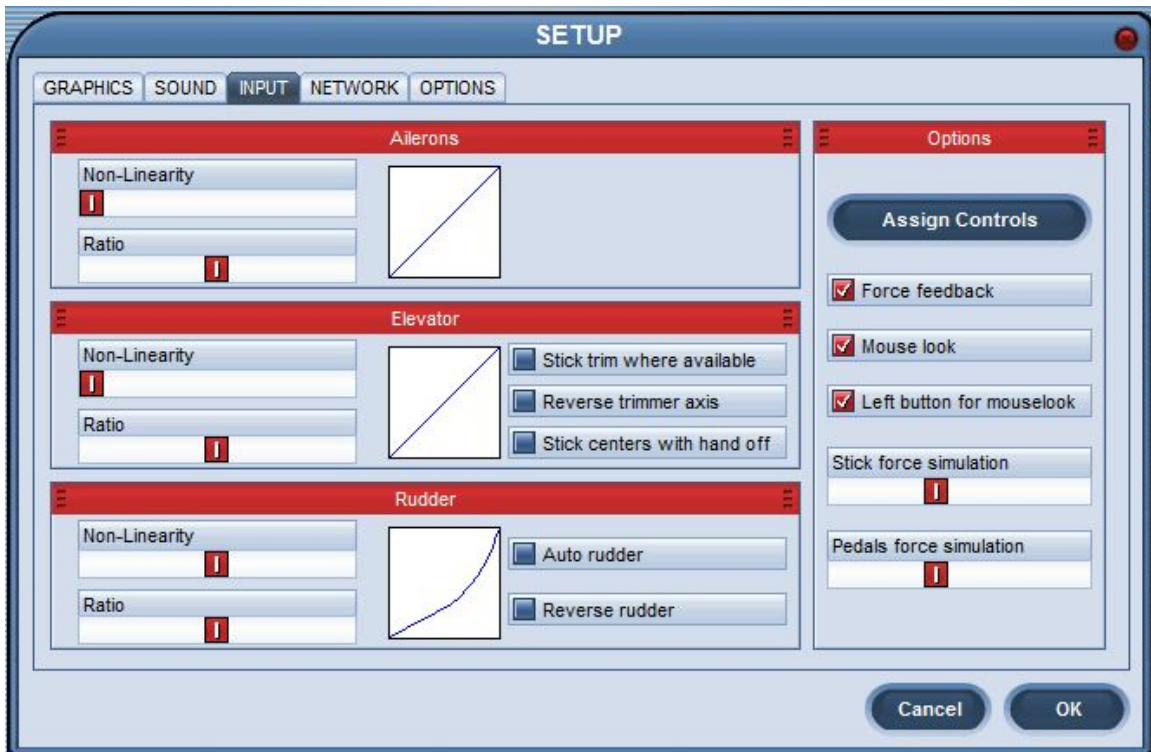 SETUP
GRAPHICS SOUND INPUT NETWORK OPTIONS
Ailerons
Non-Linearity
Ratio
Elevator
Non-Linearity
Ratio
Stick trim where available
Reverse trimmer axis
Stick centers with hand off
Rudder
Non-Linearity
Ratio
Auto rudder
Reverse rudder
Options
Assign Controls
Force feedback
Mouse look
Left button for mouselook
Stick force simulation
Pedals force simulation
Cancel OK